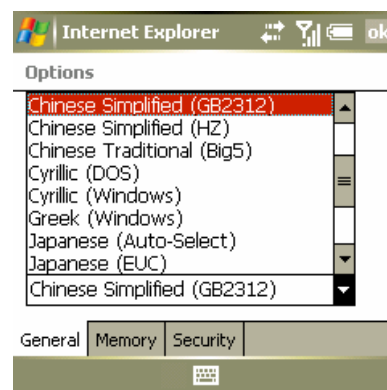 Internet Explorer ok
Options
Chinese Simplified (GB2312)
Chinese Simplified (HZ)
Chinese Traditional (Big5)
Cyrillic (DOS)
Cyrillic (Windows)
Greek (Windows)
Japanese (Auto-Select)
Japanese (EUC)
Chinese Simplified (GB2312)
General Memory Security